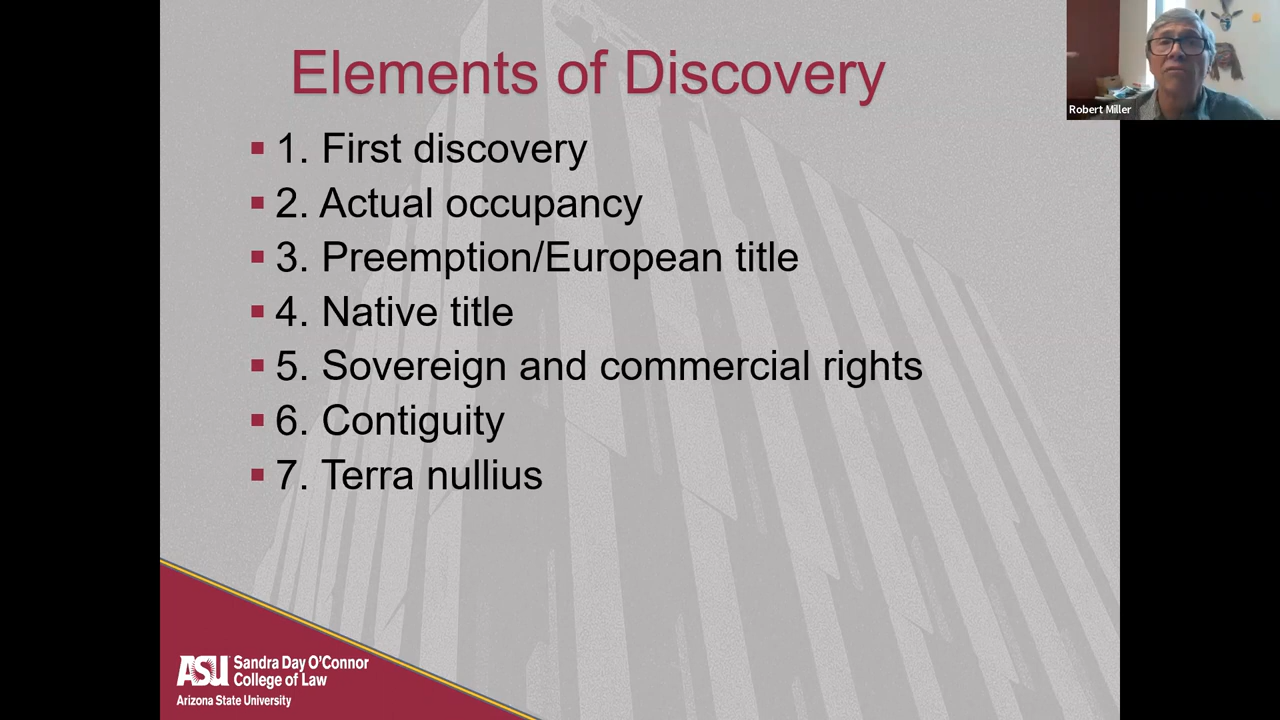 Elements of Discovery
1. First discovery
2. Actual occupancy
3. Preemption/European title
4. Native title
5. Sovereign and commercial rights
6. Contiguity
7. Terra nullius
Robert Miller
ASU Sandra Day O'Connor
College of Law
Arizona State University